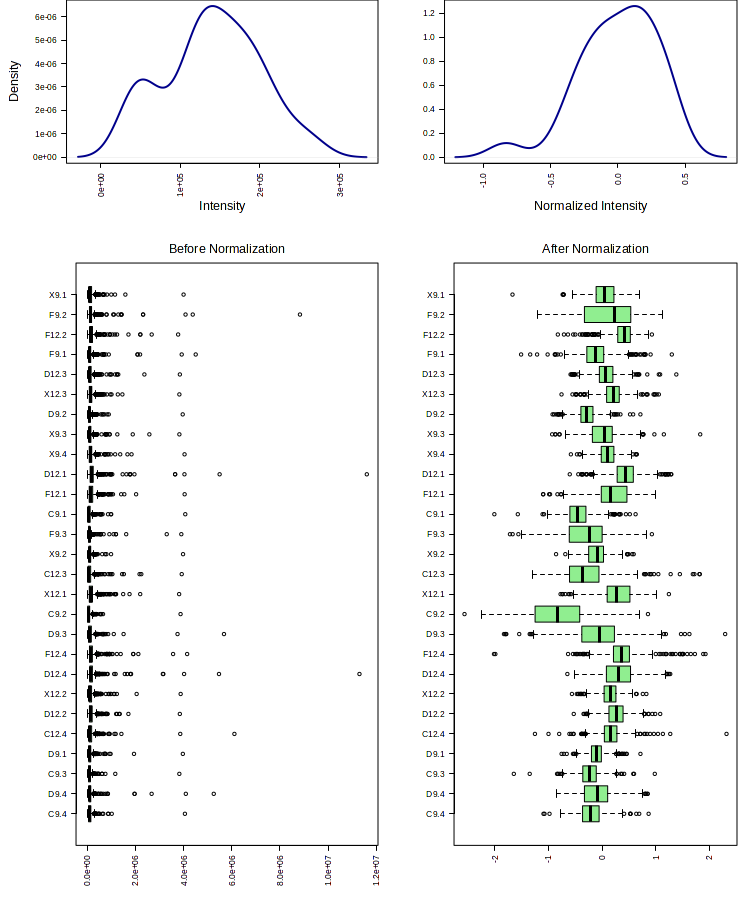 6e-06
5e-06
4e-06
3e-06
2e-06
1e-06
0e+00
Density
0e+00
1e+05
2e+05
3e+05
Intensity
1.2
1.0
0.8
0.6
0.4
0.2
0.0
-1.0
-0.5
0.0
0.5
Normalized Intensity
Before Normalization
X9.1
F9.2
F12.2
F9.1
D12.3
X12.3
D9.2
X9.3
X9.4
D12.1
F12.1
C9.1
F9.3
X9.2
C12.3
X12.1
C9.2
D9.3
F12.4
D12.4
X12.2
D12.2
C12.4
D9.1
C9.3
D9.4
C9.4
0.0e+00
2.0e+06
4.0e+06
6.0e+06
8.0e+06
1.0e+07
1.2e+07
After Normalization
X9.1
F9.2
F12.2
F9.1
D12.3
X12.3
D9.2
X9.3
X9.4
D12.1
F12.1
C9.1
F9.3
X9.2
C12.3
X12.1
C9.2
D9.3
F12.4
D12.4
X12.2
D12.2
C12.4
D9.1
C9.3
D9.4
C9.4
-2
-1
0
1
2